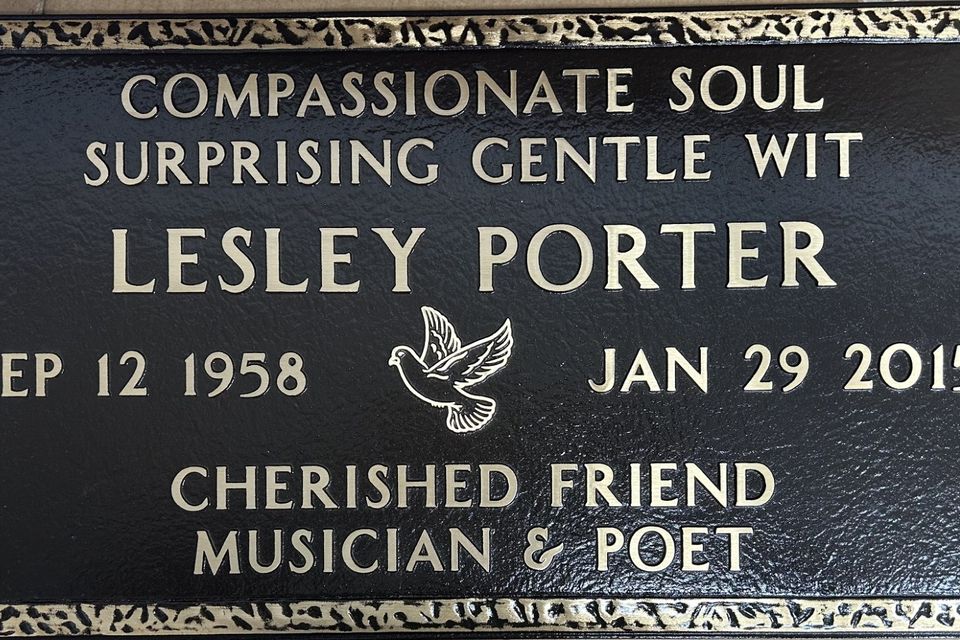 COMPASSIONATE SOUL
SURPRISING GENTLE WIT
LESLEY PORTER
EP 12 1958 JAN 29 2015
CHERISHED FRIEND
MUSICIAN & POET